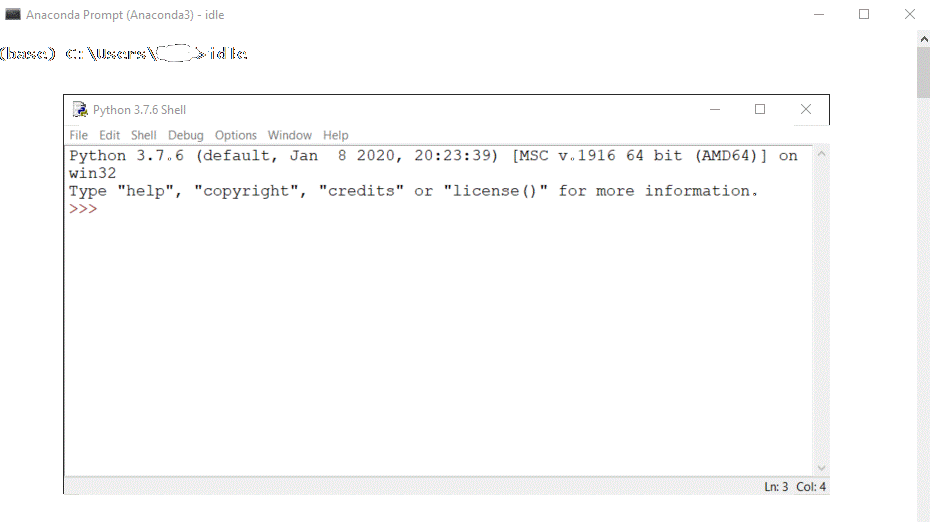 Anaconda Prompt (Anaconda3) - idle
(base) C:\Users\ >idle
Python 3.7.6 Shell
File Edit Shell Debug Options Window Help
Python 3.7.6 (default, Jan  8 2020, 20:23:39) [MSC v.1916 64 bit (AMD64)] on
win32
Type "help", "copyright", "credits" or "license()" for more information.
>>>
Ln: 3 Col: 4